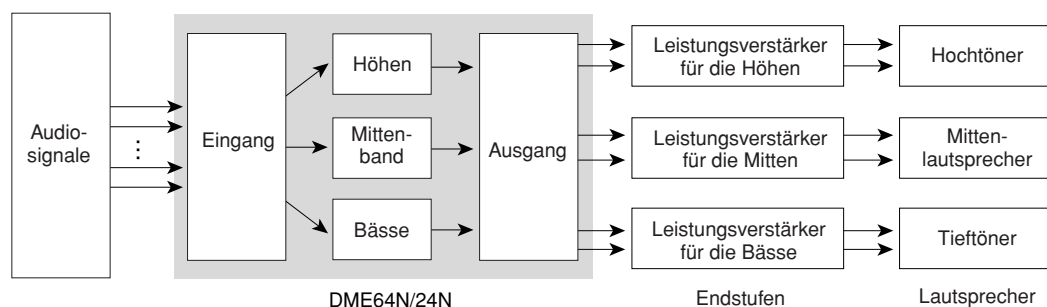 Audio-
signale
Eingang
Höhen
Mitten-
band
Bässe
Ausgang
Leistungsverstärker
für die Höhen
Leistungsverstärker
für die Mitten
Leistungsverstärker
für die Bässe
Hochtöner
Mitten-
lautsprecher
Tieftöner
DME64N/24N
Endstufen
Lautsprecher